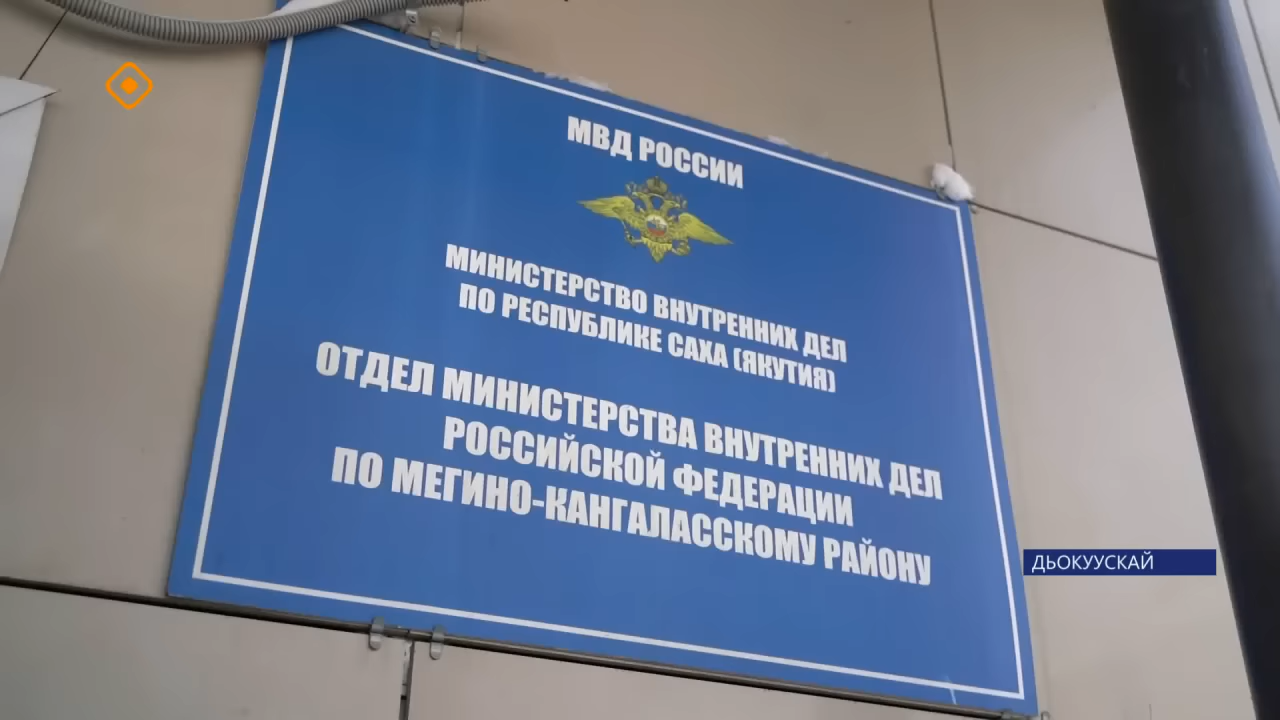 МВД РОССИИ
МИНИСТЕРСТВО ВНУТРЕННИХ ДЕЛ
ПО РЕСПУБЛИКЕ САХА (ЯКУТИЯ)
ОТДЕЛ МИНИСТЕРСТВА ВНУТРЕННИХ ДЕЛ
РОССИЙСКОЙ ФЕДЕРАЦИИ
ПО МЕГИНО-КАНГАЛАССКОМУ РАЙОНУ
ДЬОКУУСКАЙ